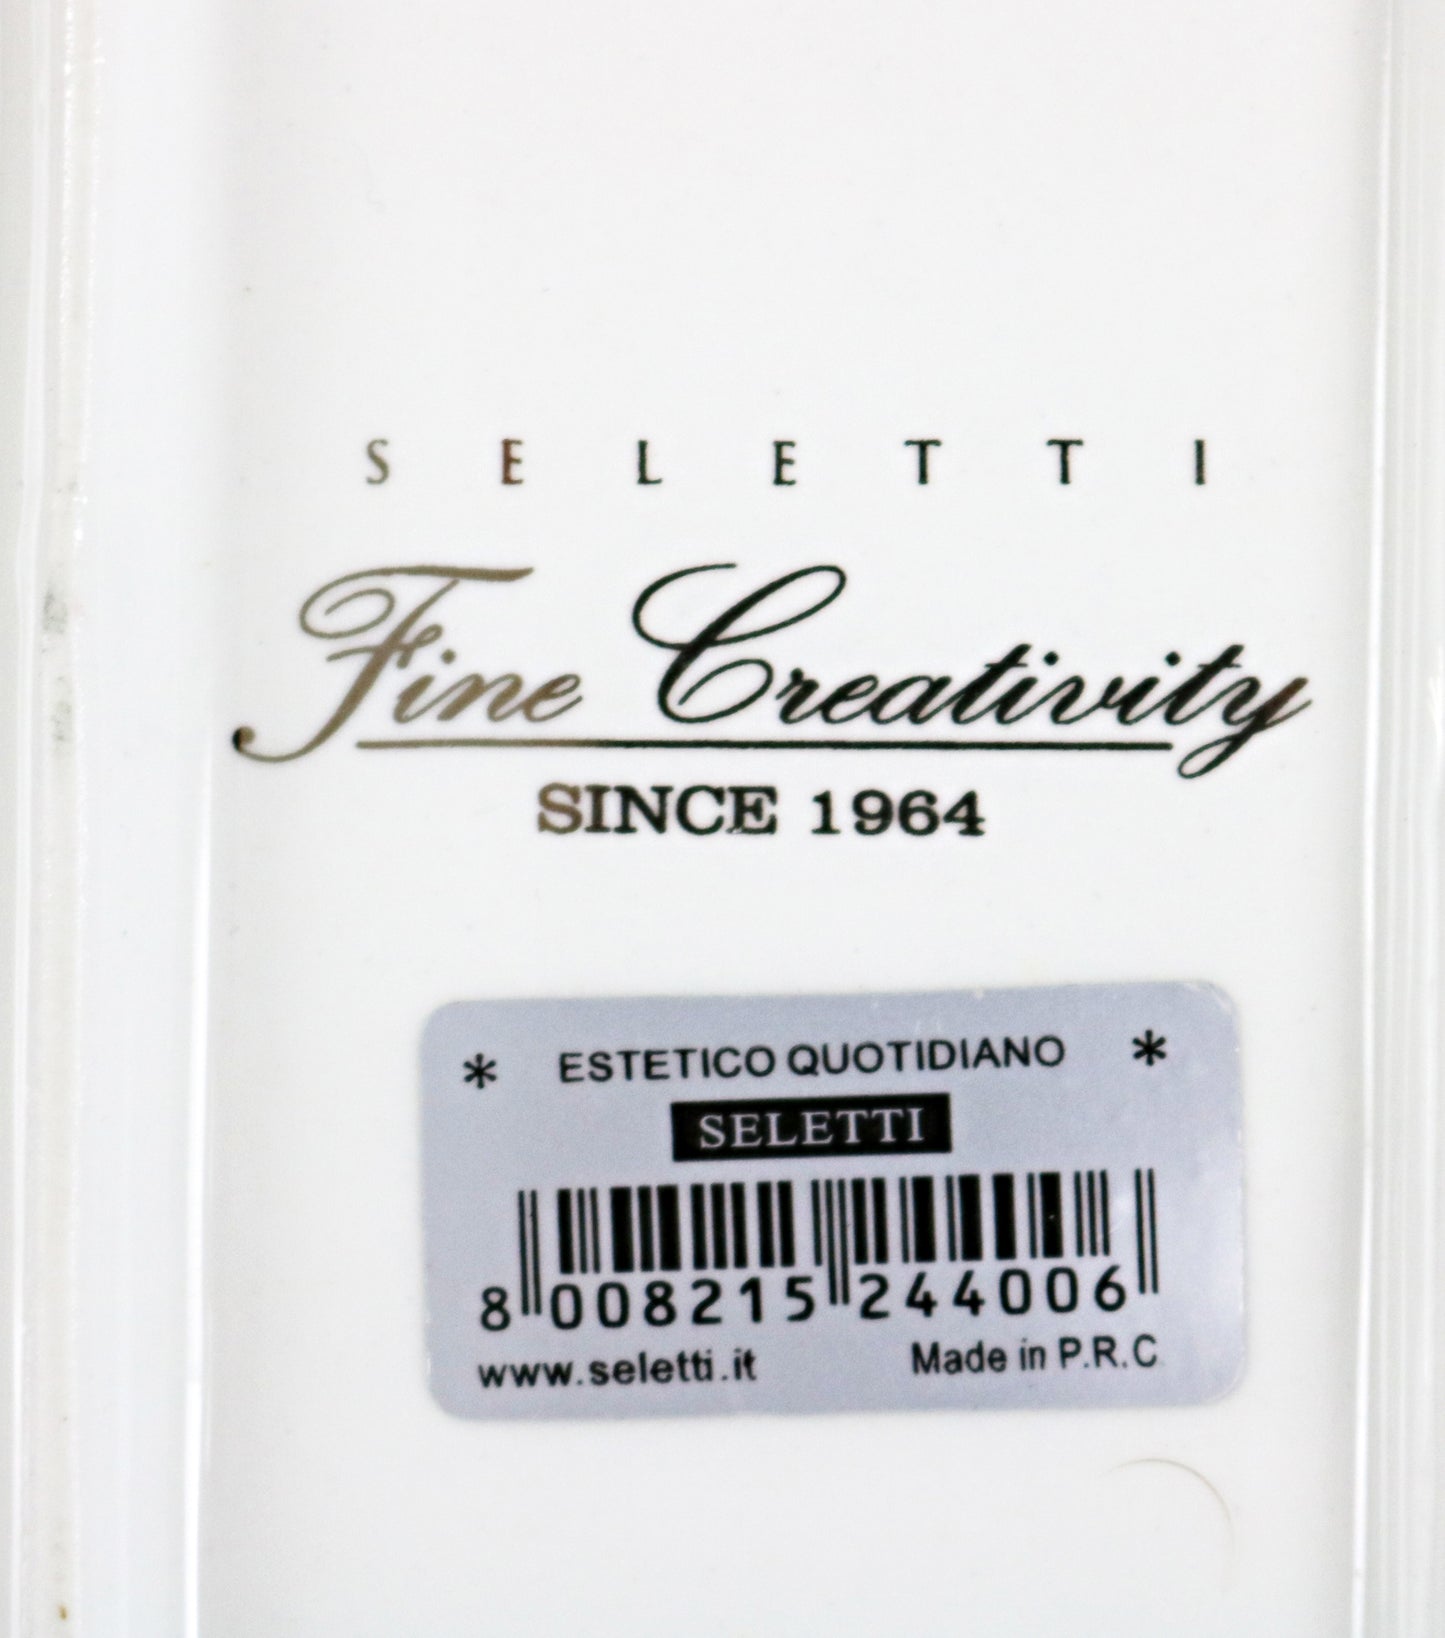 SELETTI
Fine Creativity
SINCE 1964
* ESTETICO QUOTIDIANO *
SELETTI
8 008215 244006
www.seletti.it Made in P.R.C